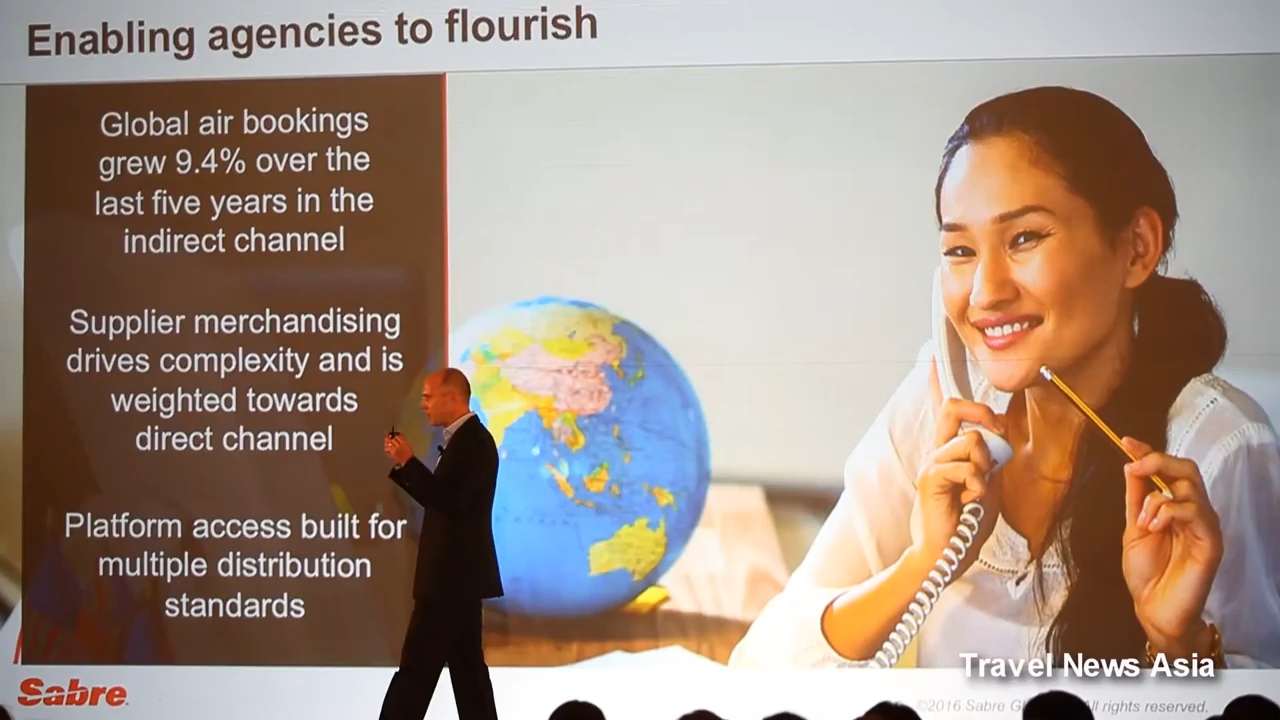 Enabling agencies to flourish
Global air bookings
grew 9.4% over the
last five years in the
indirect channel
Supplier merchandising
drives complexity and is
weighted towards
direct channel
Platform access built for
multiple distribution
standards
Sabre
Travel News Asia
©2016 Sabre All rights reserved.